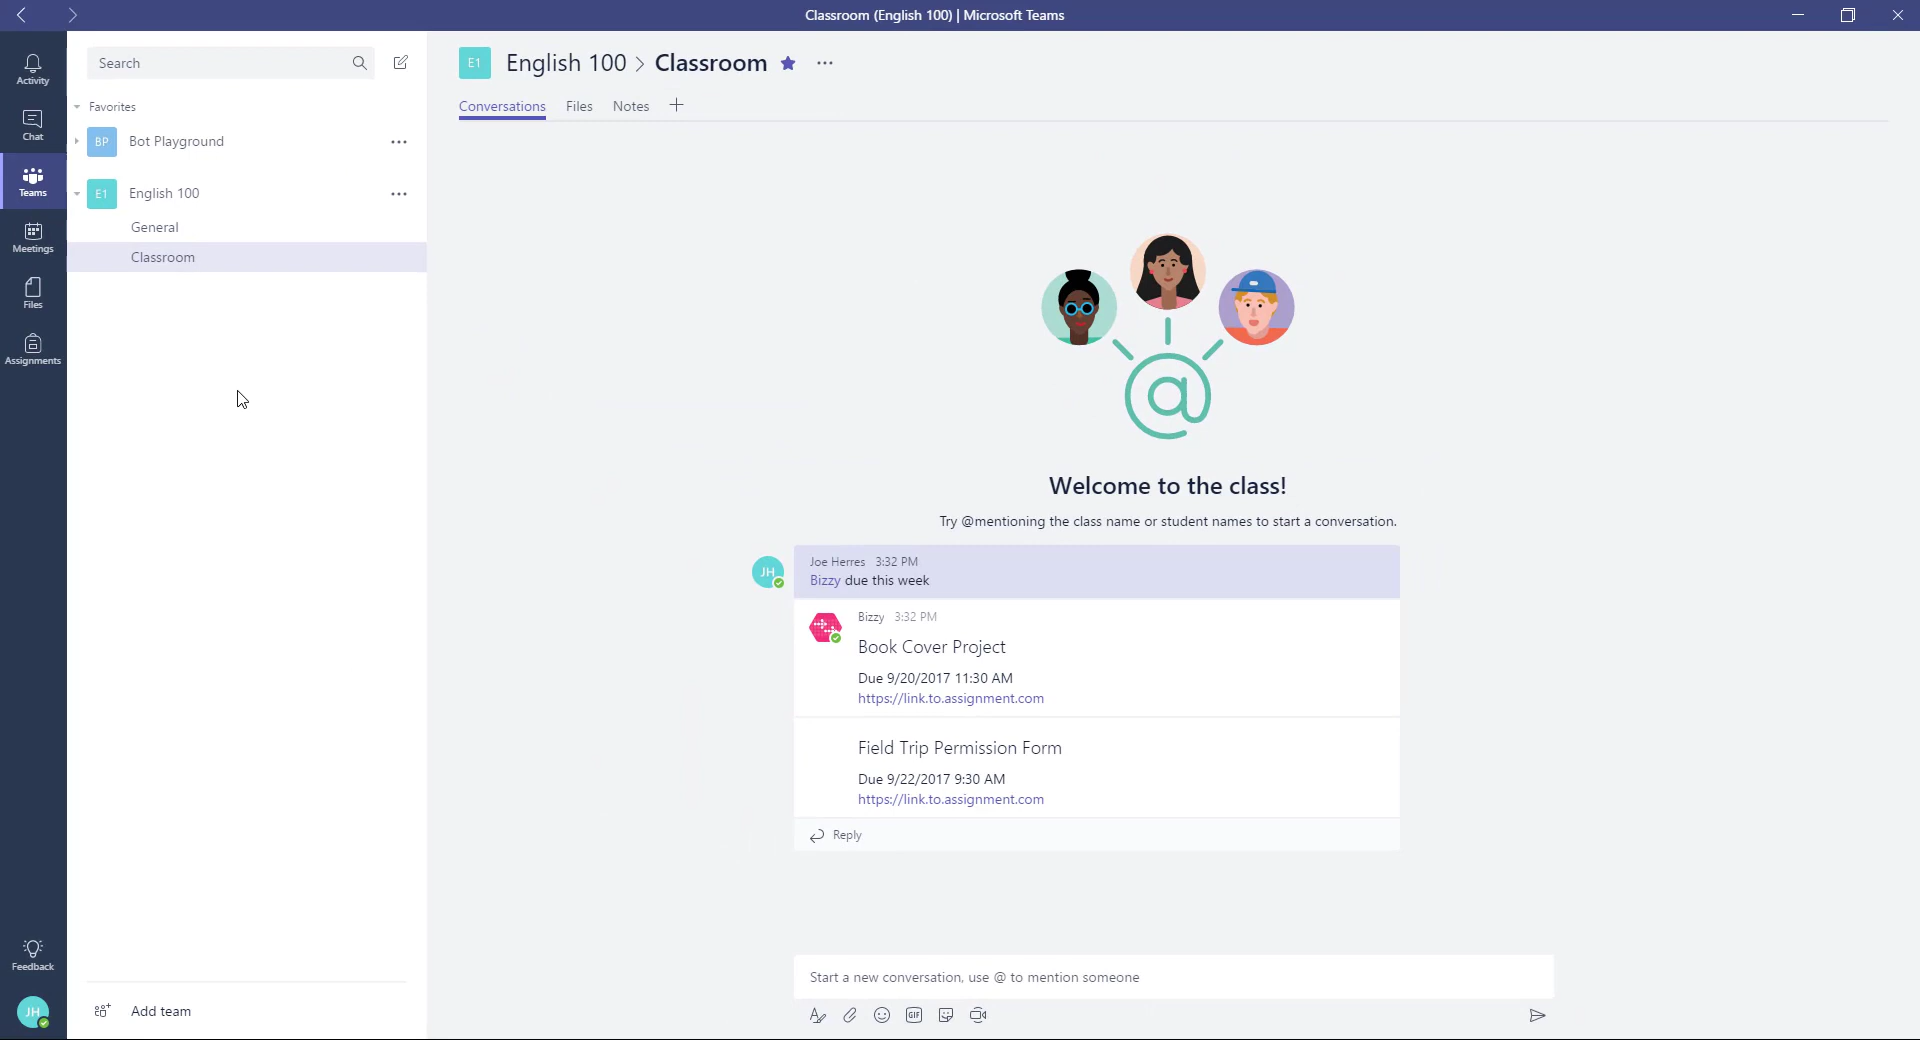 Classroom (English 100) | Microsoft Teams
Activity
Chat
Teams
Meetings
Files
Assignments
Feedback
JH
Search
Favorites
BP Bot Playground
E1 English 100
General
Classroom
Add team
E1 English 100 > Classroom
Conversations Files Notes
@
Welcome to the class!
Try @mentioning the class name or student names to start a conversation.
JH
Joe Herres 3:32 PM
Bizzy due this week
Bizzy 3:32 PM
Book Cover Project
Due 9/20/2017 11:30 AM
https://link.to.assignment.com
Field Trip Permission Form
Due 9/22/2017 9:30 AM
https://link.to.assignment.com
Reply
Start a new conversation, use @ to mention someone
GIF